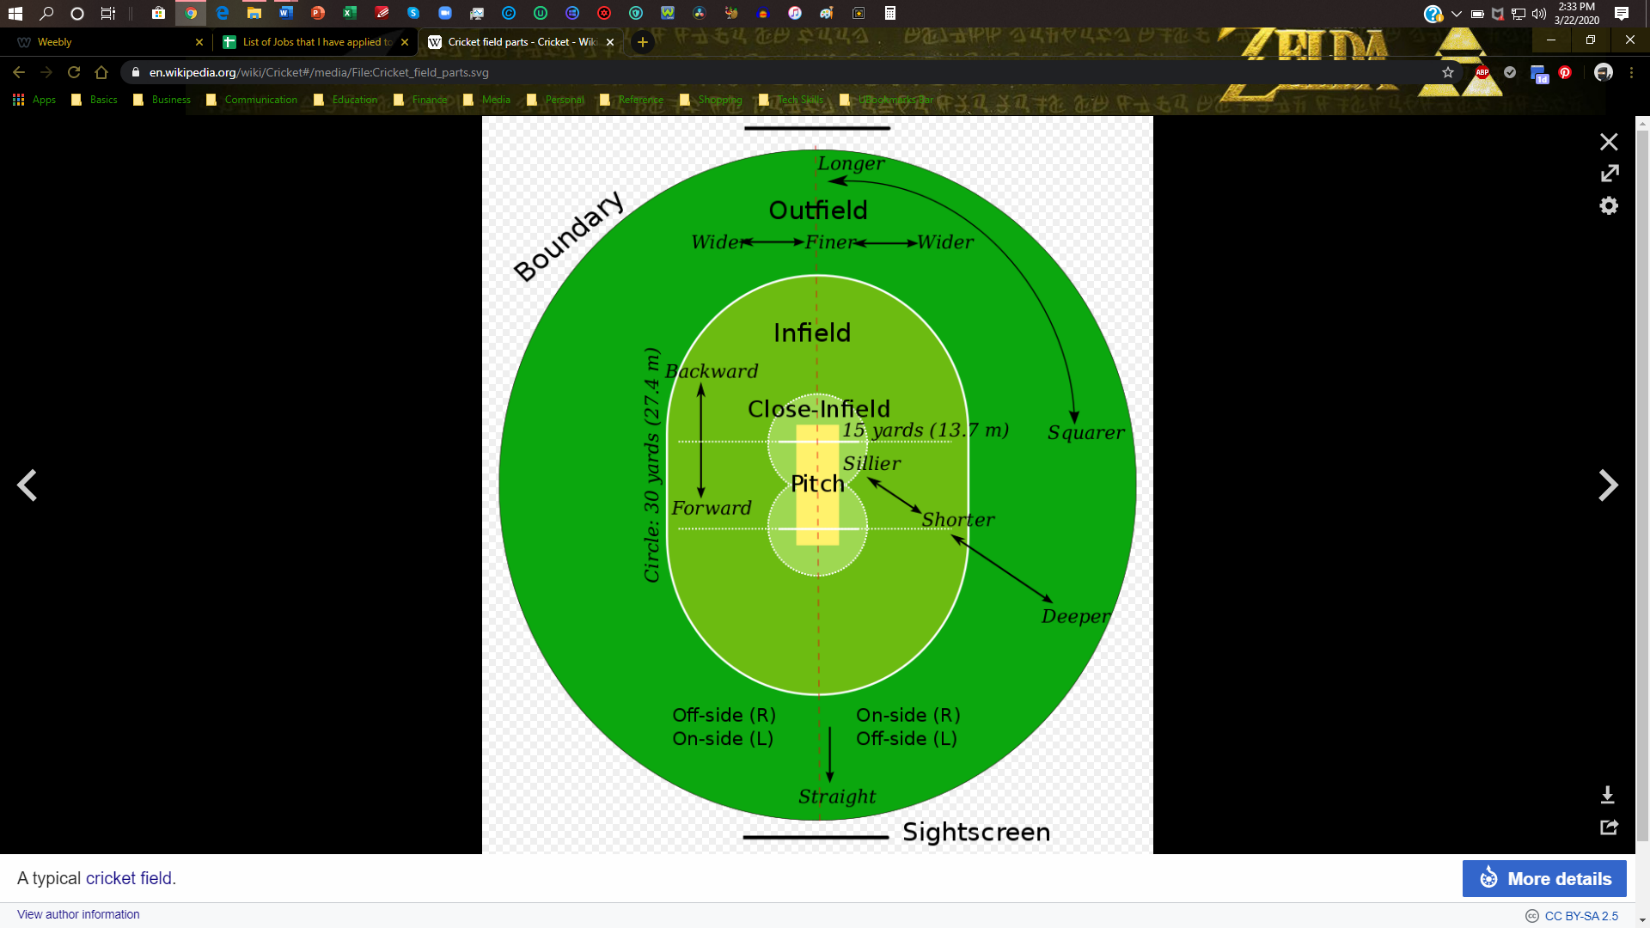 2:33 PM
3/22/2020
Weebly
List of Jobs that I have applied to
Cricket field parts - Cricket - Wiki
ZELDA
en.wikipedia.org/wiki/Cricket#/media/File:Cricket_field_parts.svg
ABP
1d
Apps
Basics
Business
Communication
Education
Finance
Media
Personal
Reference
Shopping
Tech Skills
Boundary
Longer
Outfield
Wider Finer Wider
Infield
Circle: 30 yards (27.4 m)
Backward
Close-Infield
15 yards (13.7 m)
Squarer
Sillier
Pitch
Forward
Shorter
Deeper
Off-side (R) On-side (R)
On-side (L) Off-side (L)
Straight
Sightscreen
A typical cricket field.
More details
View author information
CC BY-SA 2.5